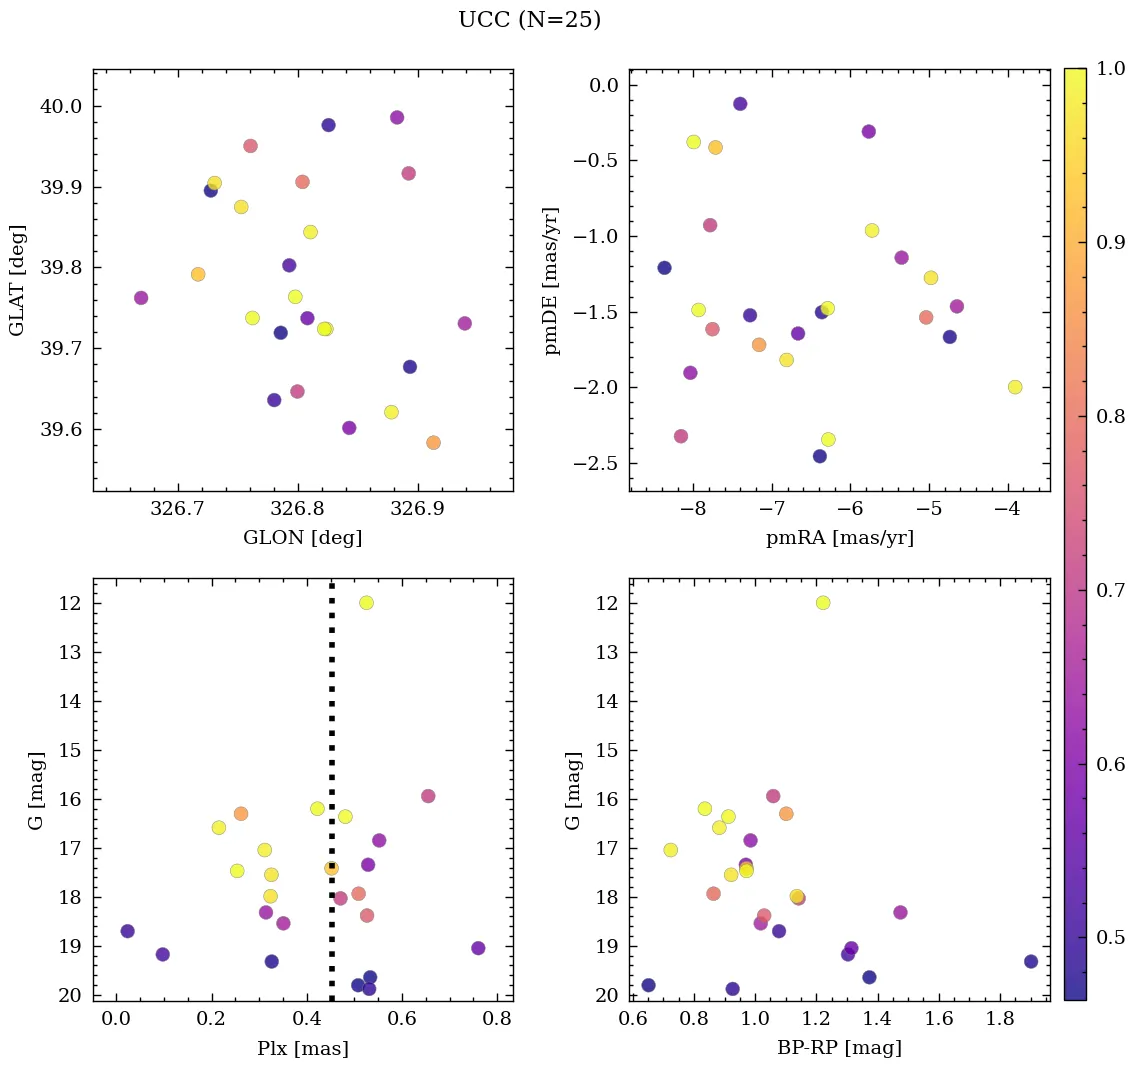 UCC (N=25)
40.0
39.9
39.8
39.7
39.6
GLAT [deg]
326.7 326.8 326.9
GLON [deg]
0.0
−0.5
−1.0
−1.5
−2.0
−2.5
pmDE [mas/yr]
−8 −7 −6 −5 −4
pmRA [mas/yr]
12
13
14
15
16
17
18
19
20
G [mag]
0.0 0.2 0.4 0.6 0.8
Plx [mas]
12
13
14
15
16
17
18
19
20
G [mag]
0.6 0.8 1.0 1.2 1.4 1.6 1.8
BP-RP [mag]
1.0
0.9
0.8
0.7
0.6
0.5